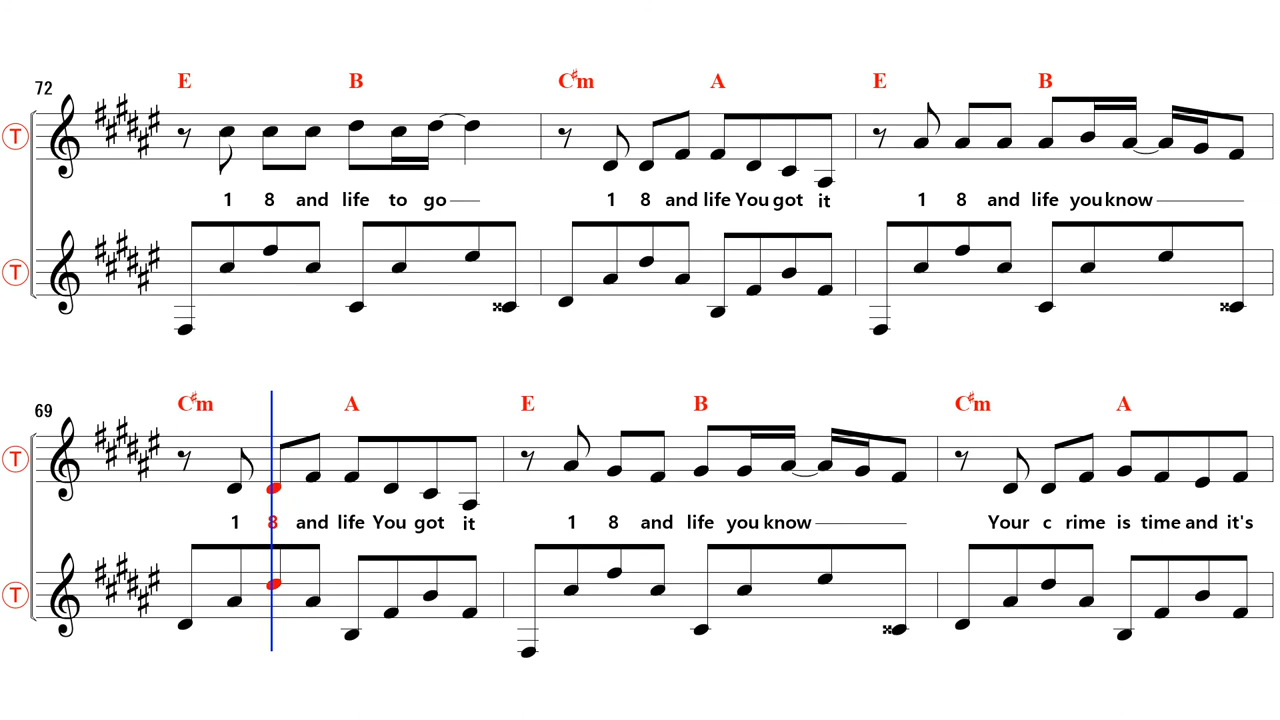 E B C♯m A E B
72
T
1 8 and life to go 1 8 and life You got it 1 8 and life you know
T
C♯m A E B C♯m A
69
T
1 8 and life You got it 1 8 and life you know Your c rime is time and it's
T